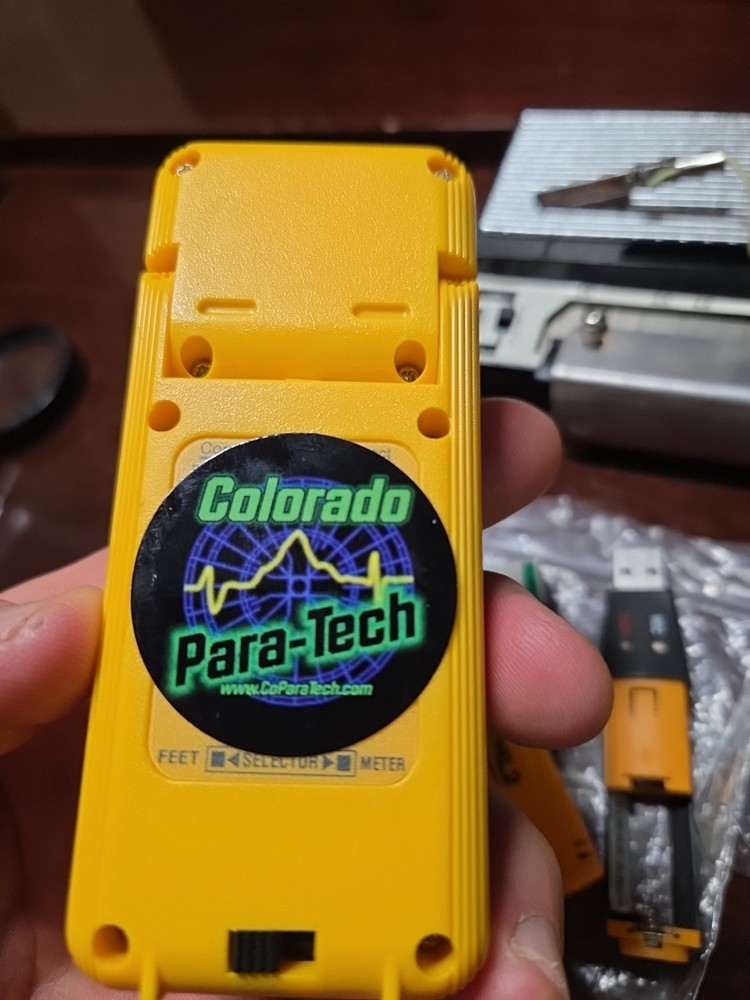 Colorado
Para-Tech
www.CoParaTech.com
FEET ◀ SELECTOR ▶ METER